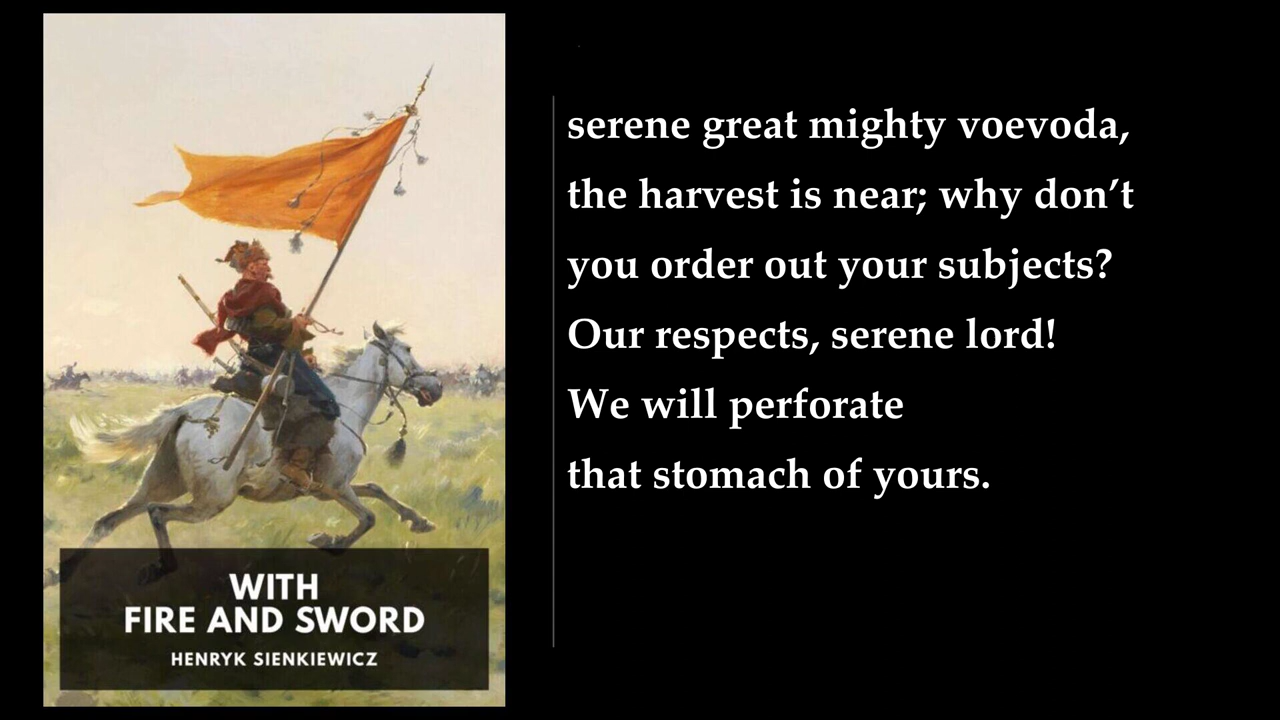 serene great mighty voevoda,
the harvest is near; why don’t
you order out your subjects?
Our respects, serene lord!
We will perforate
that stomach of yours.
WITH
FIRE AND SWORD
HENRYK SIENKIEWICZ